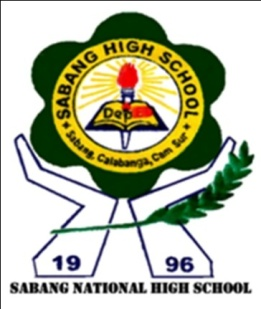 SABANG HIGH SCHOOL
DepED
Sabang, Calabanga, Cam Sur
19 96
SABANG NATIONAL HIGH SCHOOL